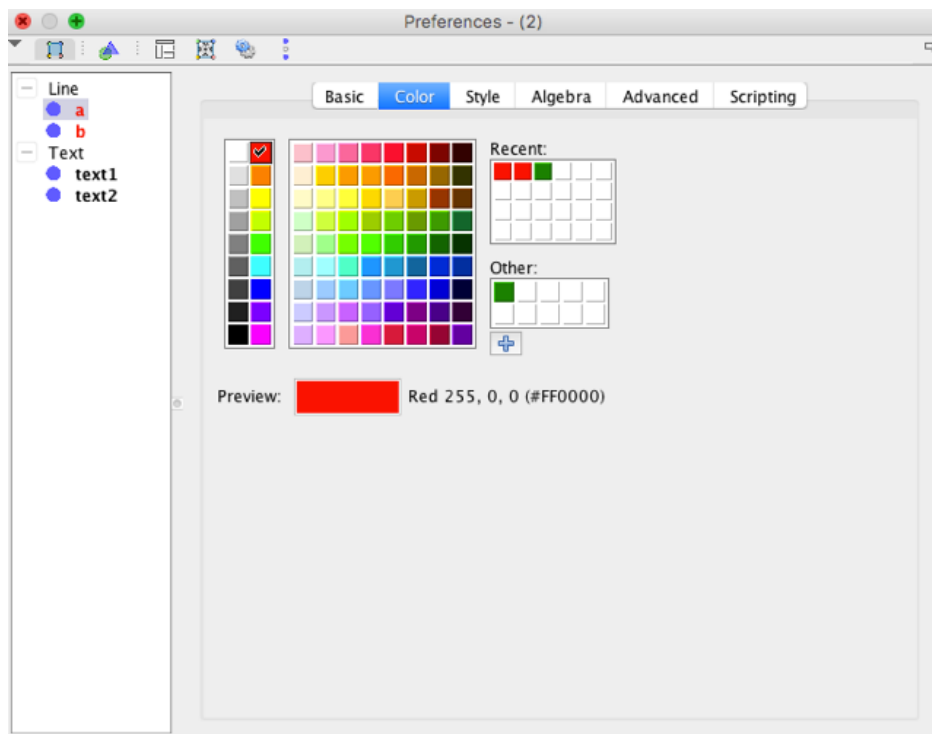 Preferences - (2)
Line
a
b
Text
text1
text2
Basic Color Style Algebra Advanced Scripting
Recent:
Other:
Preview: Red 255, 0, 0 (#FF0000)